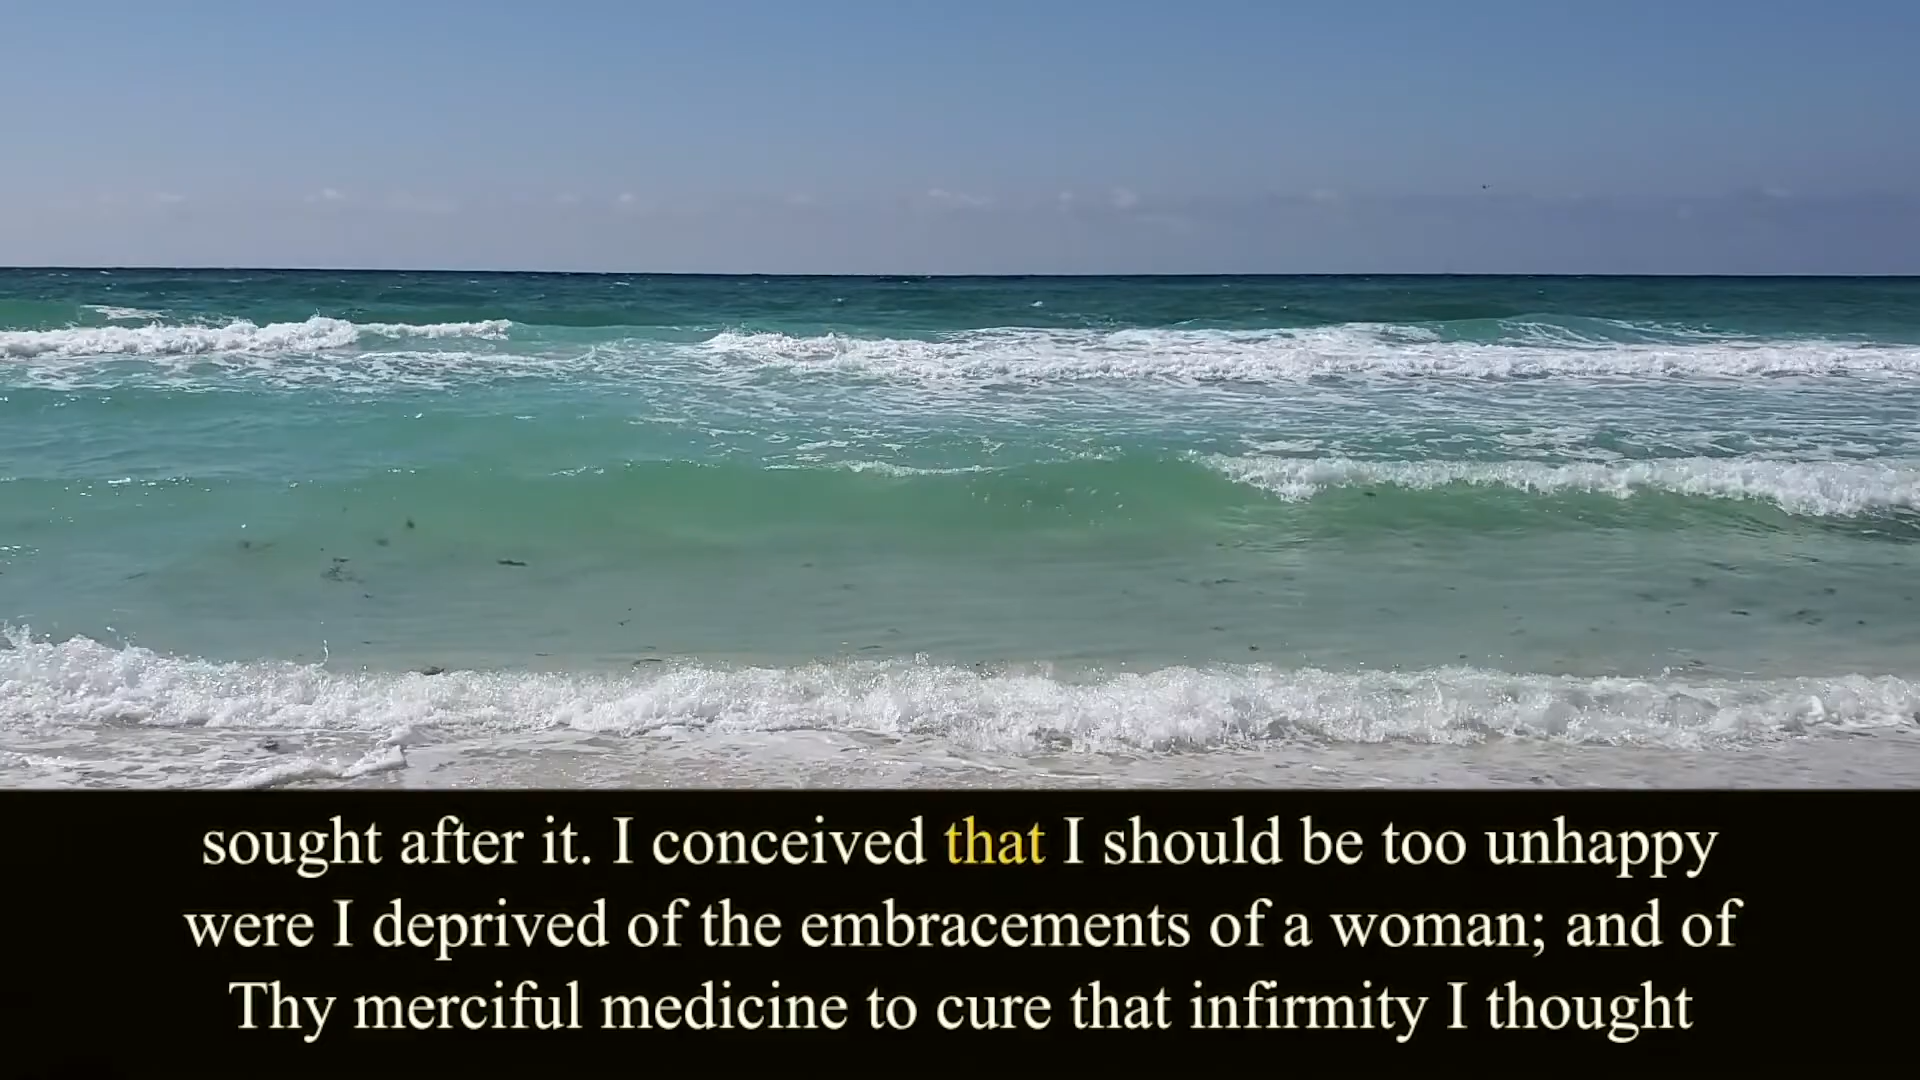 sought after it. I conceived that I should be too unhappy
were I deprived of the embracements of a woman; and of
Thy merciful medicine to cure that infirmity I thought